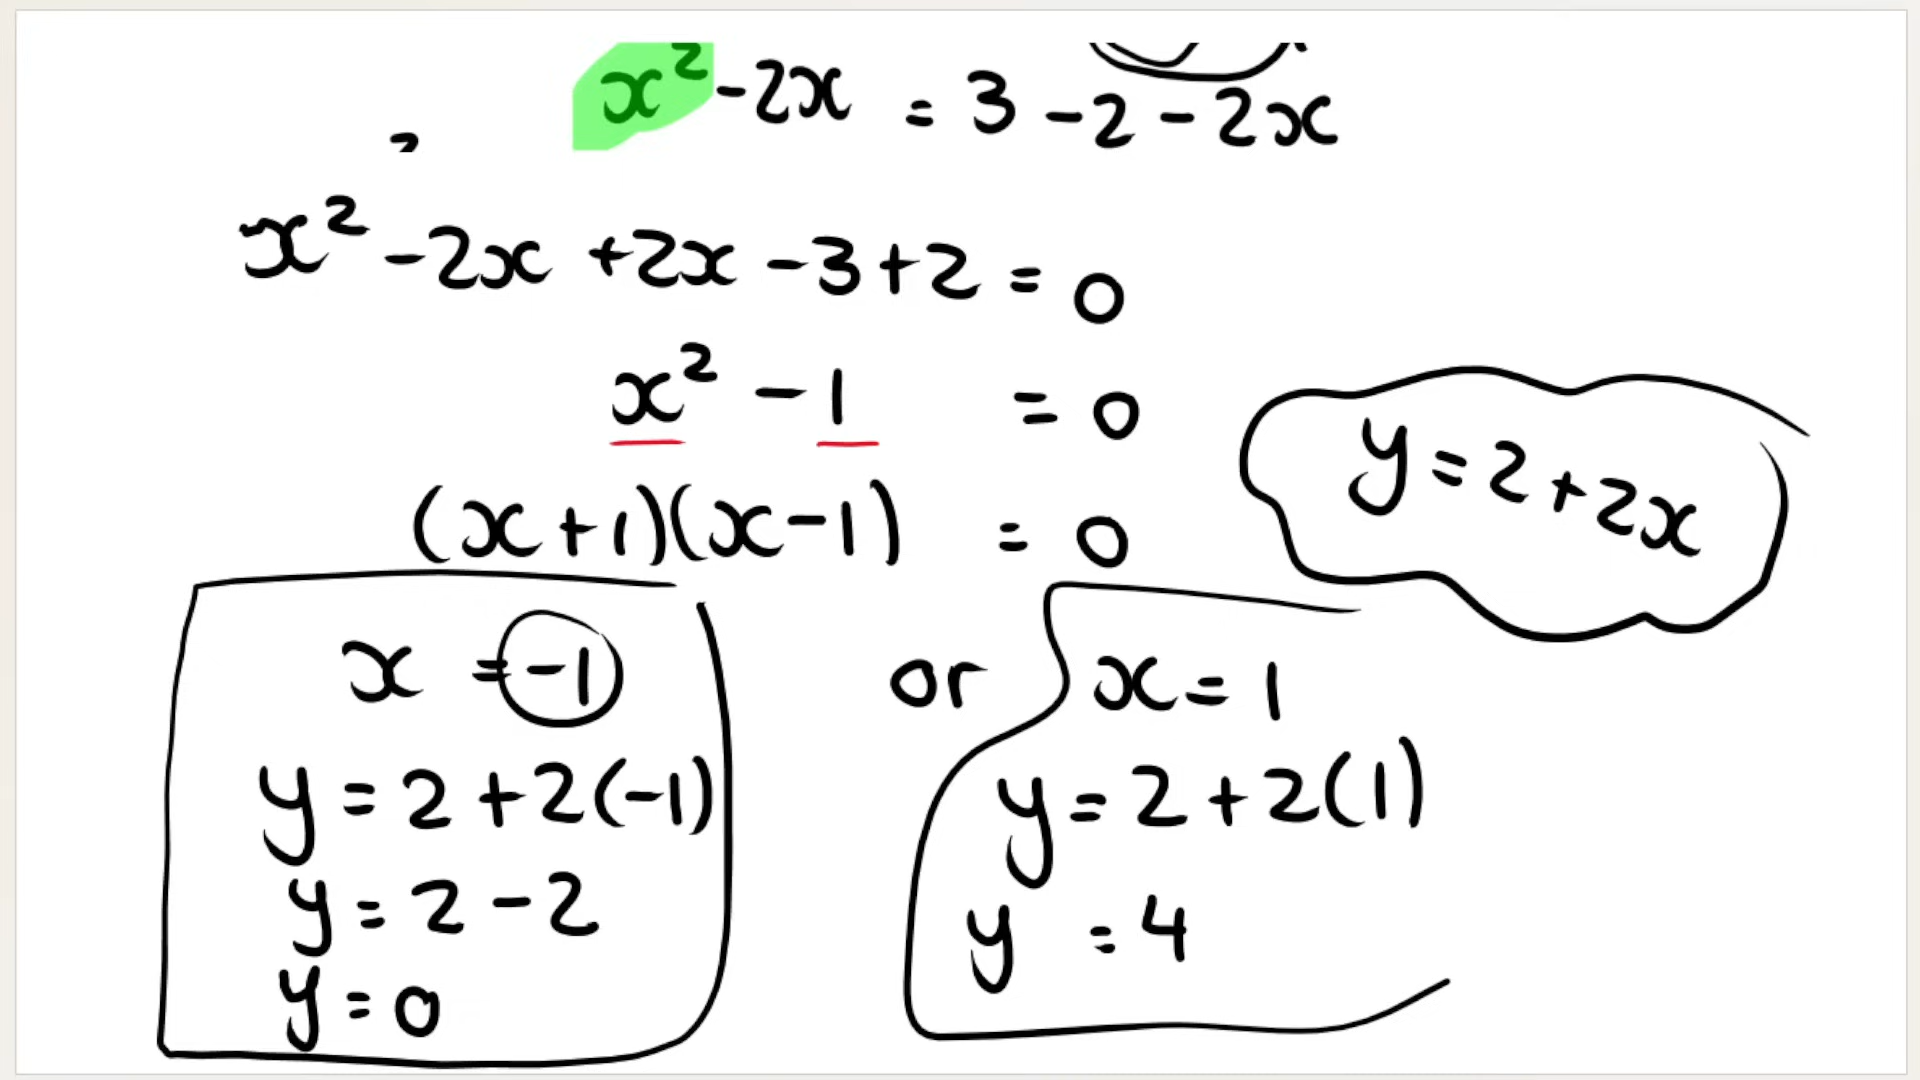 x² - 2x = 3 - 2 - 2x
x² - 2x + 2x - 3 + 2 = 0
x² - 1 = 0
y = 2 + 2x
(x + 1)(x - 1) = 0
x = -1 or x = 1
y = 2 + 2(-1)
y = 2 - 2
y = 0
y = 2 + 2(1)
y = 4